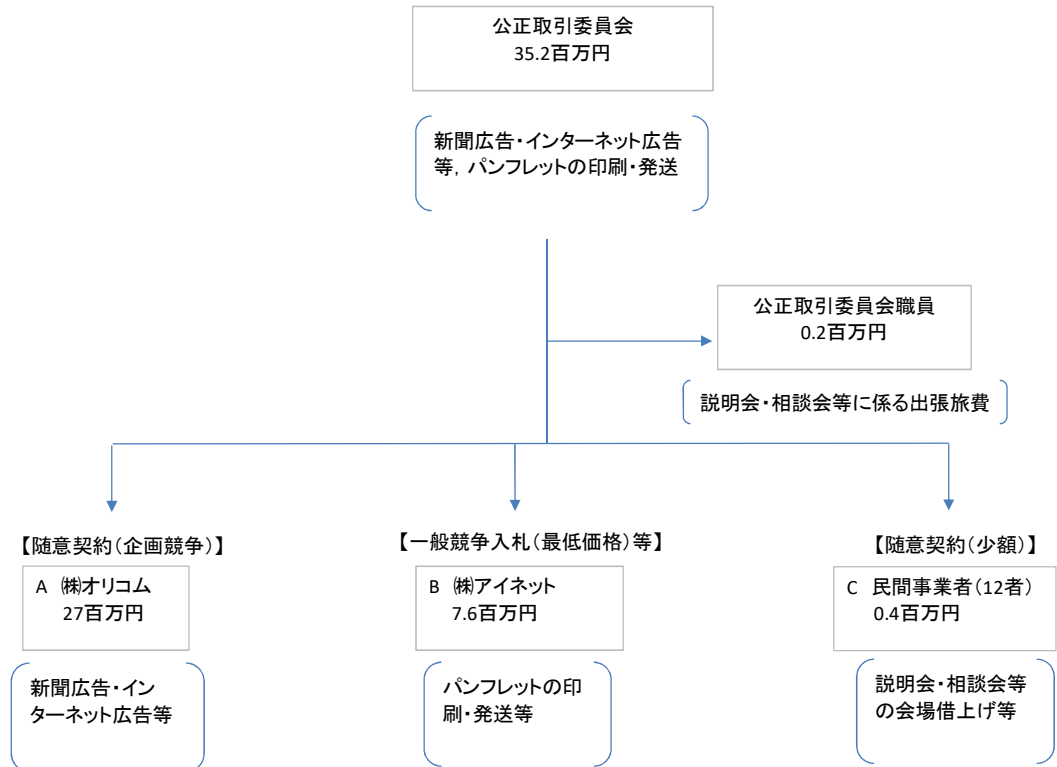 公正取引委員会
35.2百万円
新聞広告・インターネット広告
等，パンフレットの印刷・発送
公正取引委員会職員
0.2百万円
説明会・相談会等に係る出張旅費
【随意契約(企画競争)】
A ㈱オリコム
27百万円
新聞広告・イン
ターネット広告等
【一般競争入札(最低価格)等】
B ㈱アイネット
7.6百万円
パンフレットの印
刷・発送等
【随意契約(少額)】
C 民間事業者(12者)
0.4百万円
説明会・相談会等
の会場借上げ等